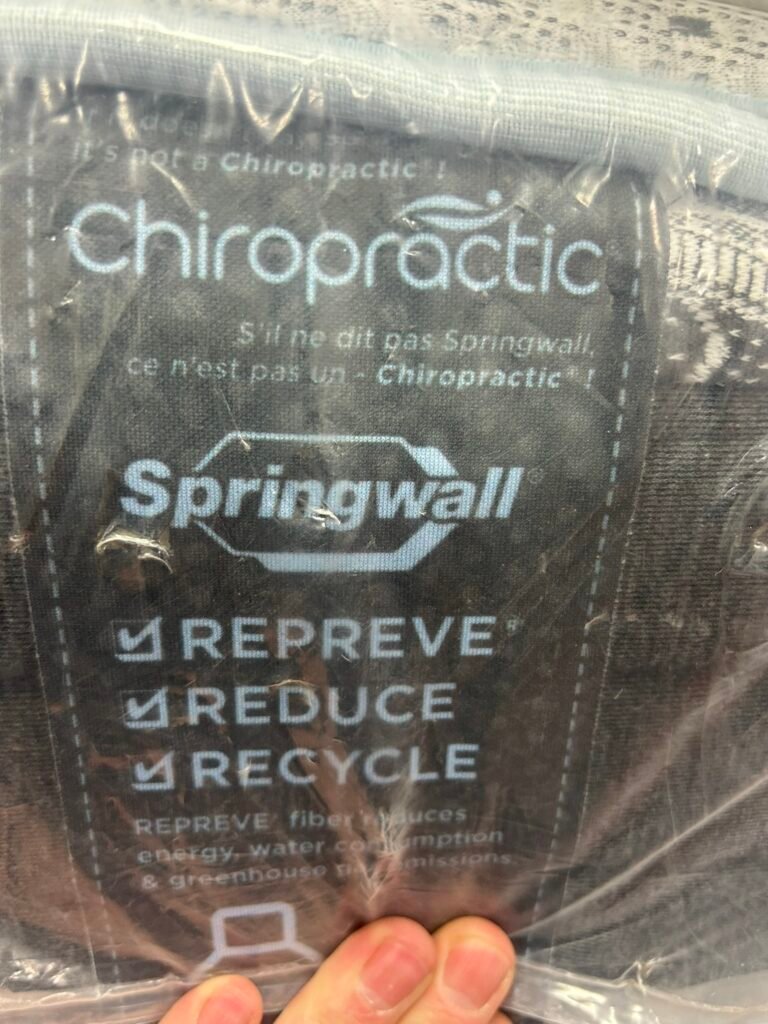 it's not a Chiropractic !
Chiropractic
S'il ne dit pas Springwall,
ce n'est pas un - Chiropractic® !
Springwall®
REPREVE®
REDUCE
RECYCLE
REPREVE® fiber reduces
energy, water consumption
& greenhouse emissions